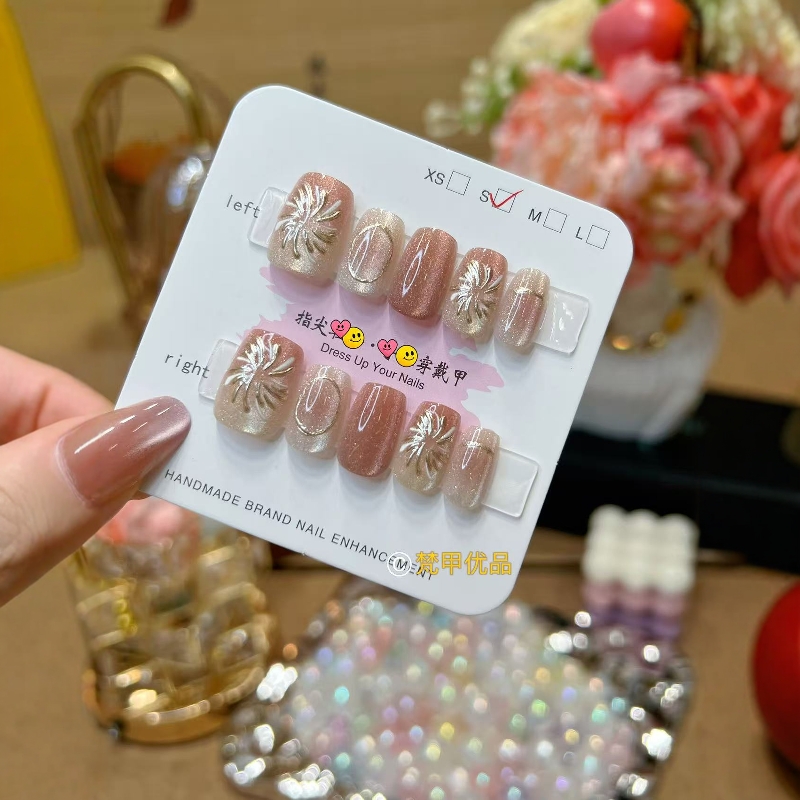 XS S M L
left
指尖 · 穿戴甲
Dress Up Your Nails
right
HANDMADE BRAND NAIL ENHANCEMENT
梵甲优品